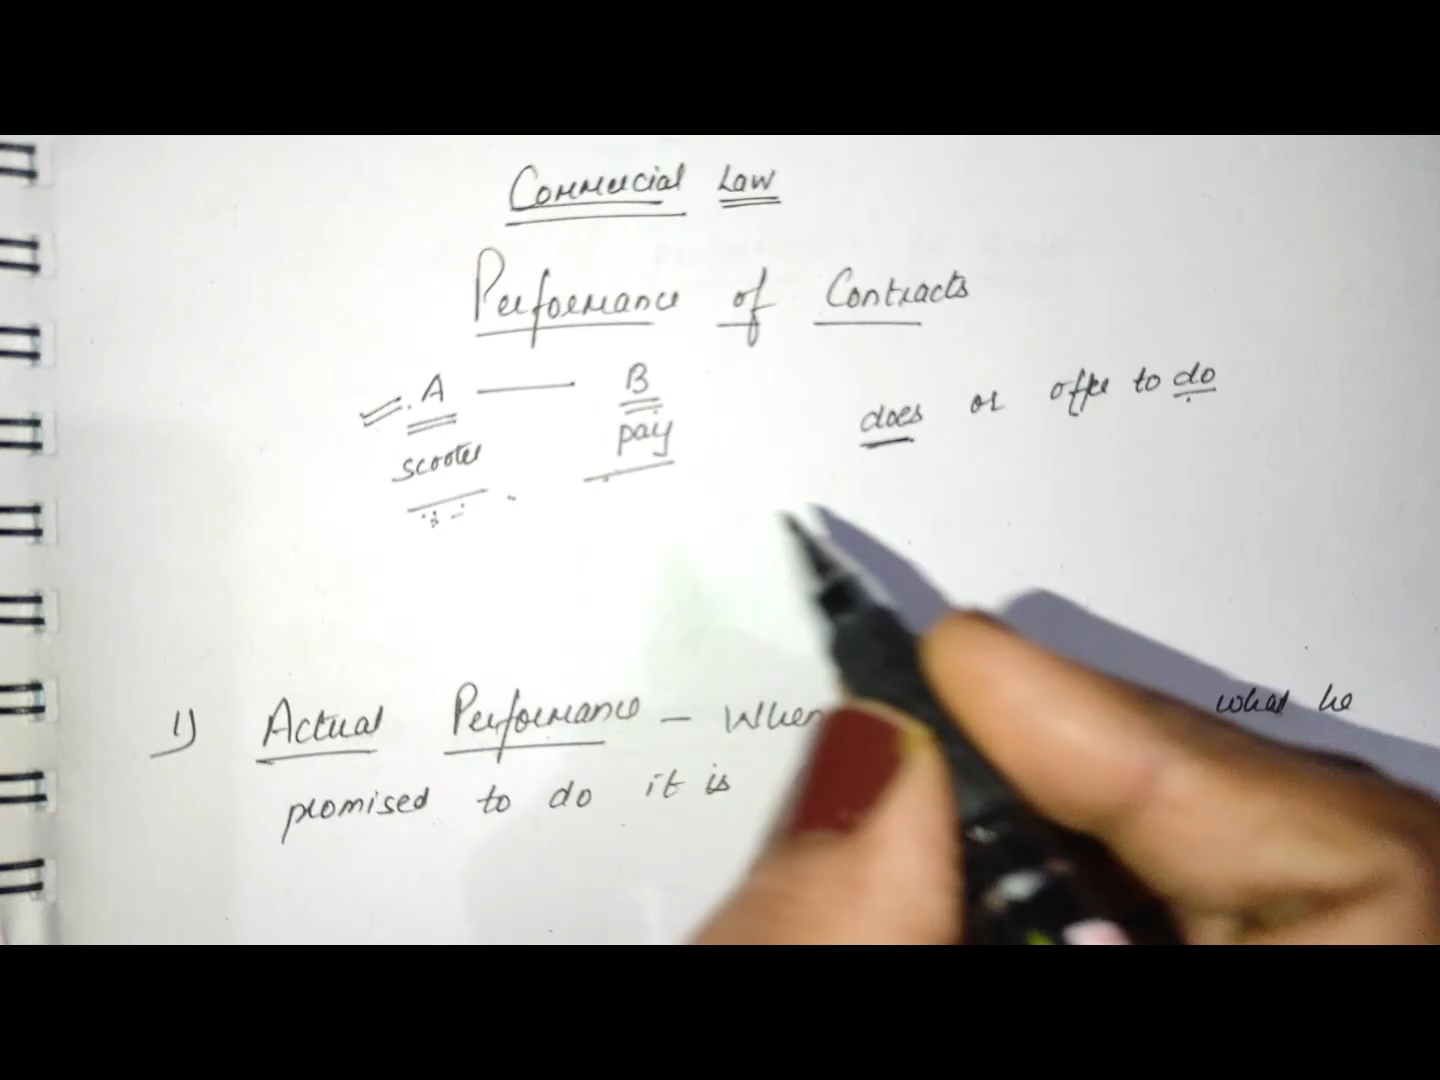 Commercial Law
Performance of Contracts
A — B
does or offer to do
scooter pay
1) Actual Performance - When what he
promised to do it is